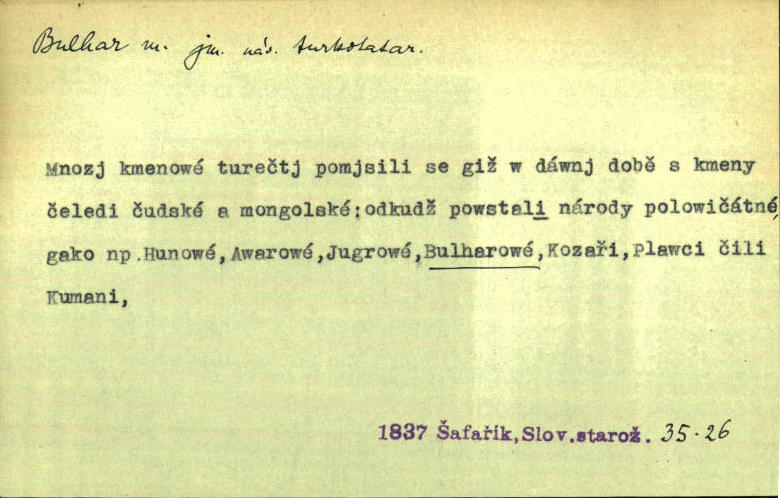 Bulhar m. jm. nás. turkotatar.
Mnozj kmenowé turečtj pomjsili se giž w dáwnj době s kmeny
čeledi čudské a mongolské:odkudž powstali národy polowičátné,
gako np.Hunowé,Awarowé,Jugrowé,Bulharowé,Kozaři,Plawci čili
Kumani,
1837 Šafařík,Slov.starož. 35-26